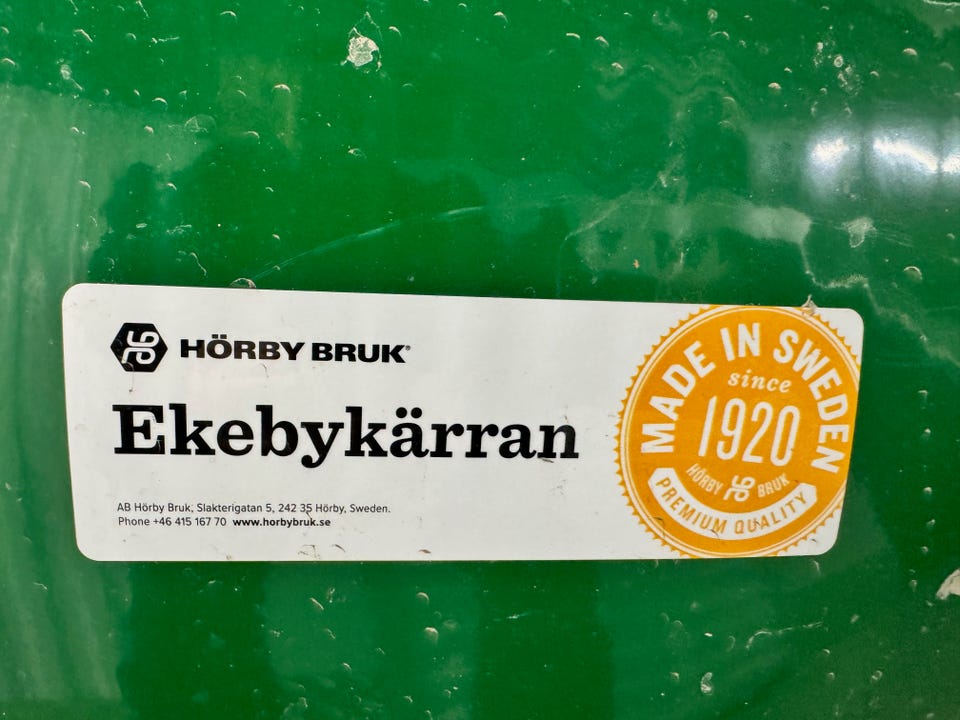 HÖRBY BRUK®
Ekebykärran
AB Hörby Bruk, Slakterigatan 5, 242 35 Hörby, Sweden.
Phone +46 415 167 70 www.horbybruk.se
MADE IN SWEDEN
since
1920
HÖRBY BRUK
PREMIUM QUALITY